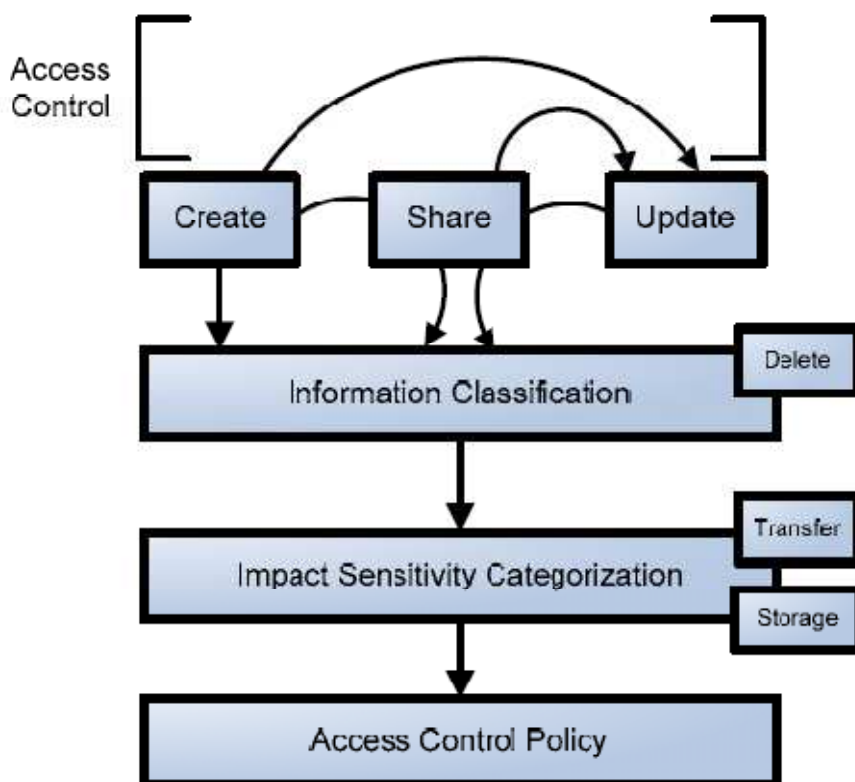 Access
Control
Create
Share
Update
Delete
Information Classification
Transfer
Impact Sensitivity Categorization
Storage
Access Control Policy